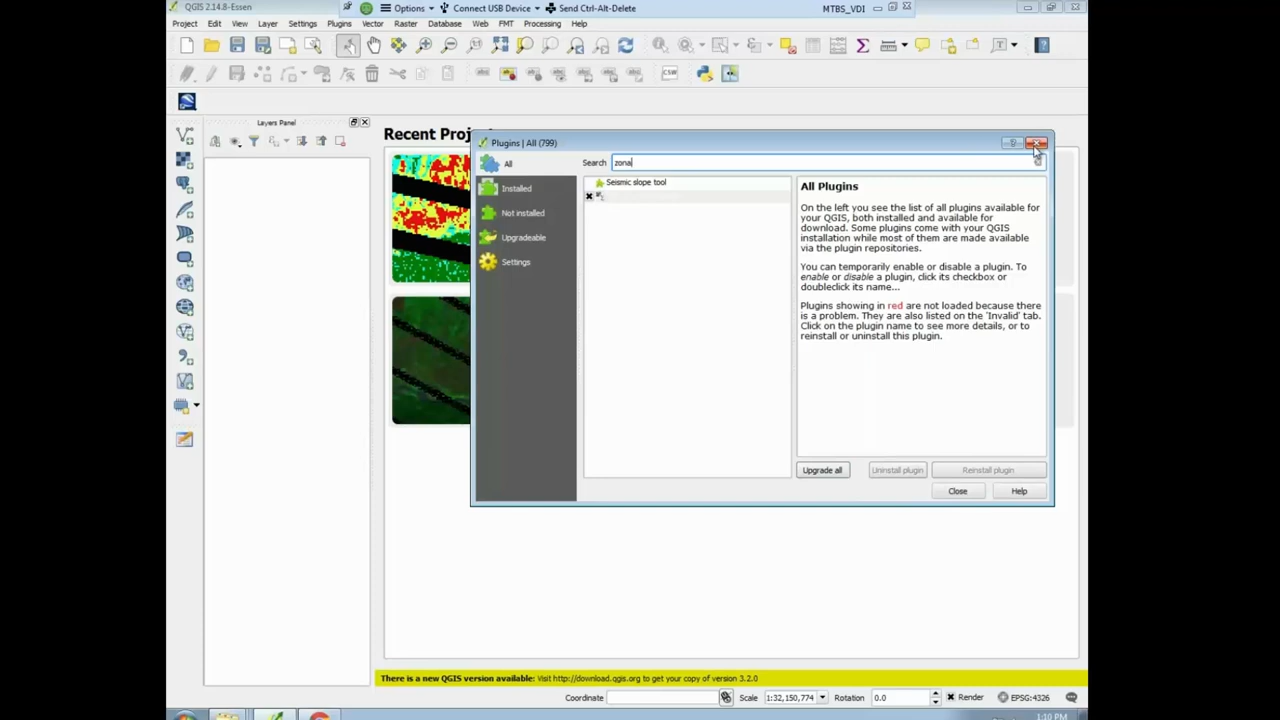 QGIS 2.14.8-Essen
Options
Connect USB Device
Send Ctrl-Alt-Delete
MTBS_VDI
Project Edit View Layer Settings Plugins Vector Raster Database Web FMT Processing Help
CSW
Layers Panel
Recent Proj
Plugins | All (799)
All
Installed
Not installed
Upgradeable
Settings
Search zona
Seismic slope tool
All Plugins
On the left you see the list of all plugins available for
your QGIS, both installed and available for
download. Some plugins come with your QGIS
installation while most of them are made available
via the plugin repositories.
You can temporarily enable or disable a plugin. To
enable or disable a plugin, click its checkbox or
doubleclick its name...
Plugins showing in red are not loaded because there
is a problem. They are also listed on the 'Invalid' tab.
Click on the plugin name to see more details, or to
reinstall or uninstall this plugin.
Upgrade all
Uninstall plugin
Reinstall plugin
Close
Help
There is a new QGIS version available: Visit http://download.qgis.org to get your copy of version 3.2.0
Coordinate
Scale 1:32,150,774
Rotation 0.0
Render
EPSG:4326
1:10 PM